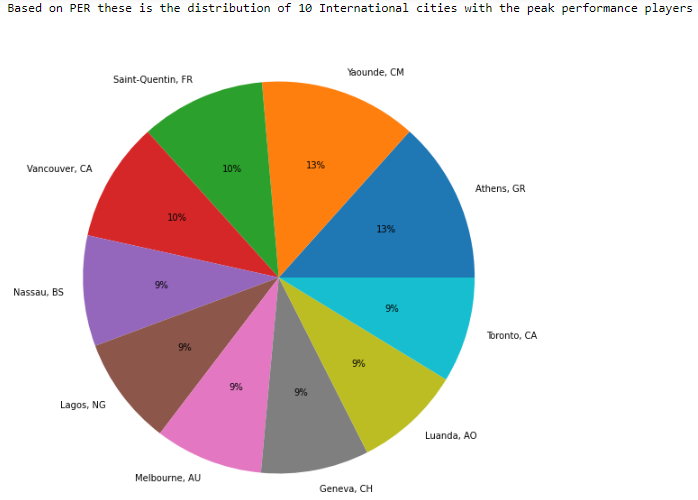 Based on PER these is the distribution of 10 International cities with the peak performance players
Yaounde, CM
Saint-Quentin, FR
13%
10%
Vancouver, CA
Athens, GR
10%
13%
Nassau, BS
9%
9%
Toronto, CA
Lagos, NG
9%
9%
Luanda, AO
Melbourne, AU
9%
9%
Geneva, CH